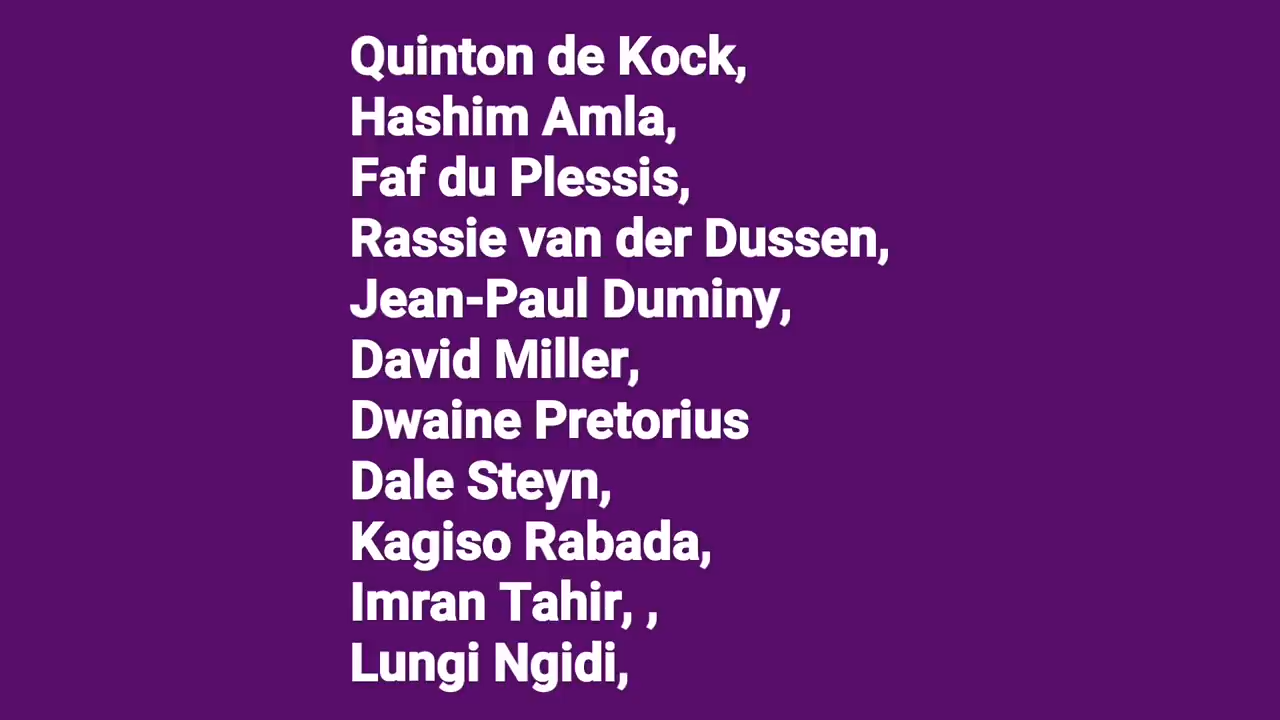 Quinton de Kock,
Hashim Amla,
Faf du Plessis,
Rassie van der Dussen,
Jean-Paul Duminy,
David Miller,
Dwaine Pretorius
Dale Steyn,
Kagiso Rabada,
Imran Tahir, ,
Lungi Ngidi,